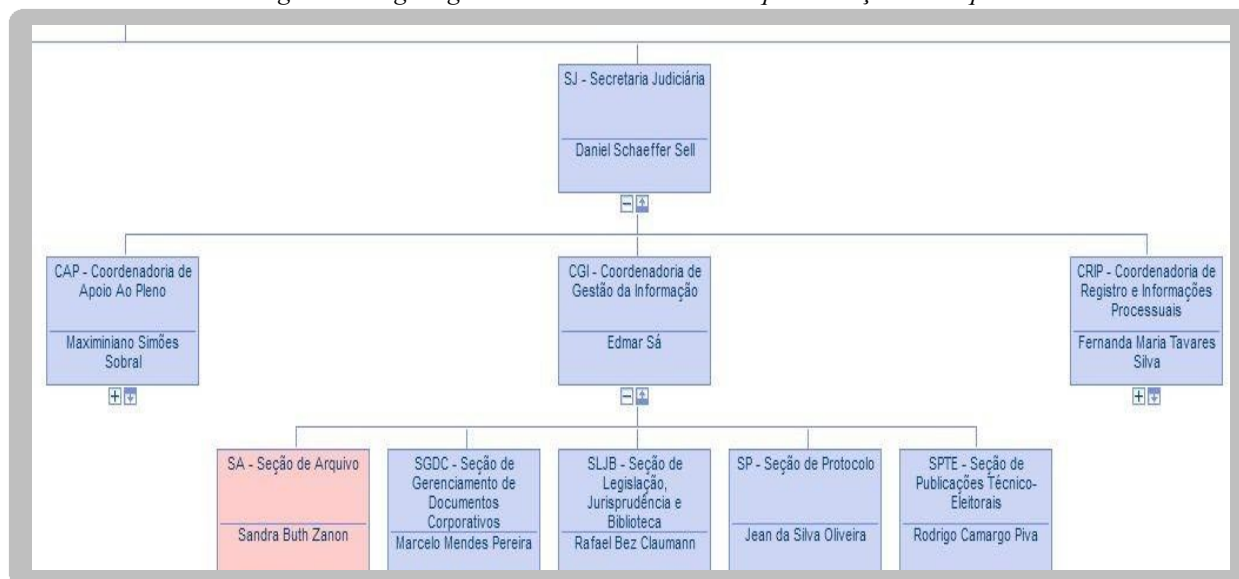 SJ - Secretaria Judiciária
Daniel Schaeffer Sell
CAP - Coordenadoria de
Apoio Ao Pleno
Maximiniano Simões
Sobral
CGI - Coordenadoria de
Gestão da Informação
Edmar Sá
CRIP - Coordenadoria de
Registro e Informações
Processuais
Fernanda Maria Tavares
Silva
SA - Seção de Arquivo
Sandra Buth Zanon
SGDC - Seção de
Gerenciamento de
Documentos
Corporativos
Marcelo Mendes Pereira
SLJB - Seção de
Legislação,
Jurisprudência e
Biblioteca
Rafael Bez Claumann
SP - Seção de Protocolo
Jean da Silva Oliveira
SPTE - Seção de
Publicações Técnico-
Eleitorais
Rodrigo Camargo Piva